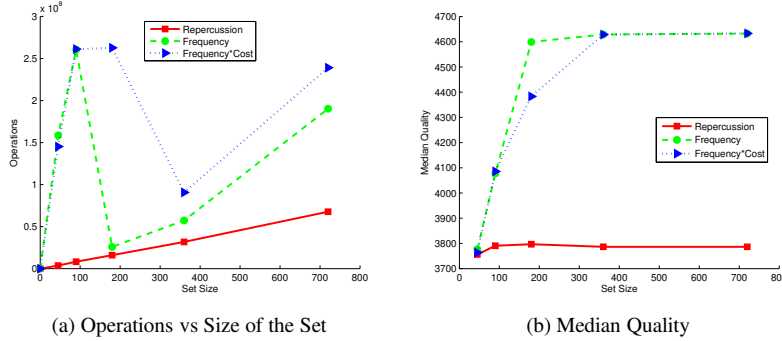 3 x 10⁸
2.5
2
1.5
1
0.5
0
0 100 200 300 400 500 600 700 800
Operations
Set Size
Repercussion
Frequency
Frequency*Cost
(a) Operations vs Size of the Set
4700
4600
4500
4400
4300
4200
4100
4000
3900
3800
3700
0 100 200 300 400 500 600 700 80
Median Quality
Set Size
Repercussion
Frequency
Frequency*Cost
(b) Median Quality